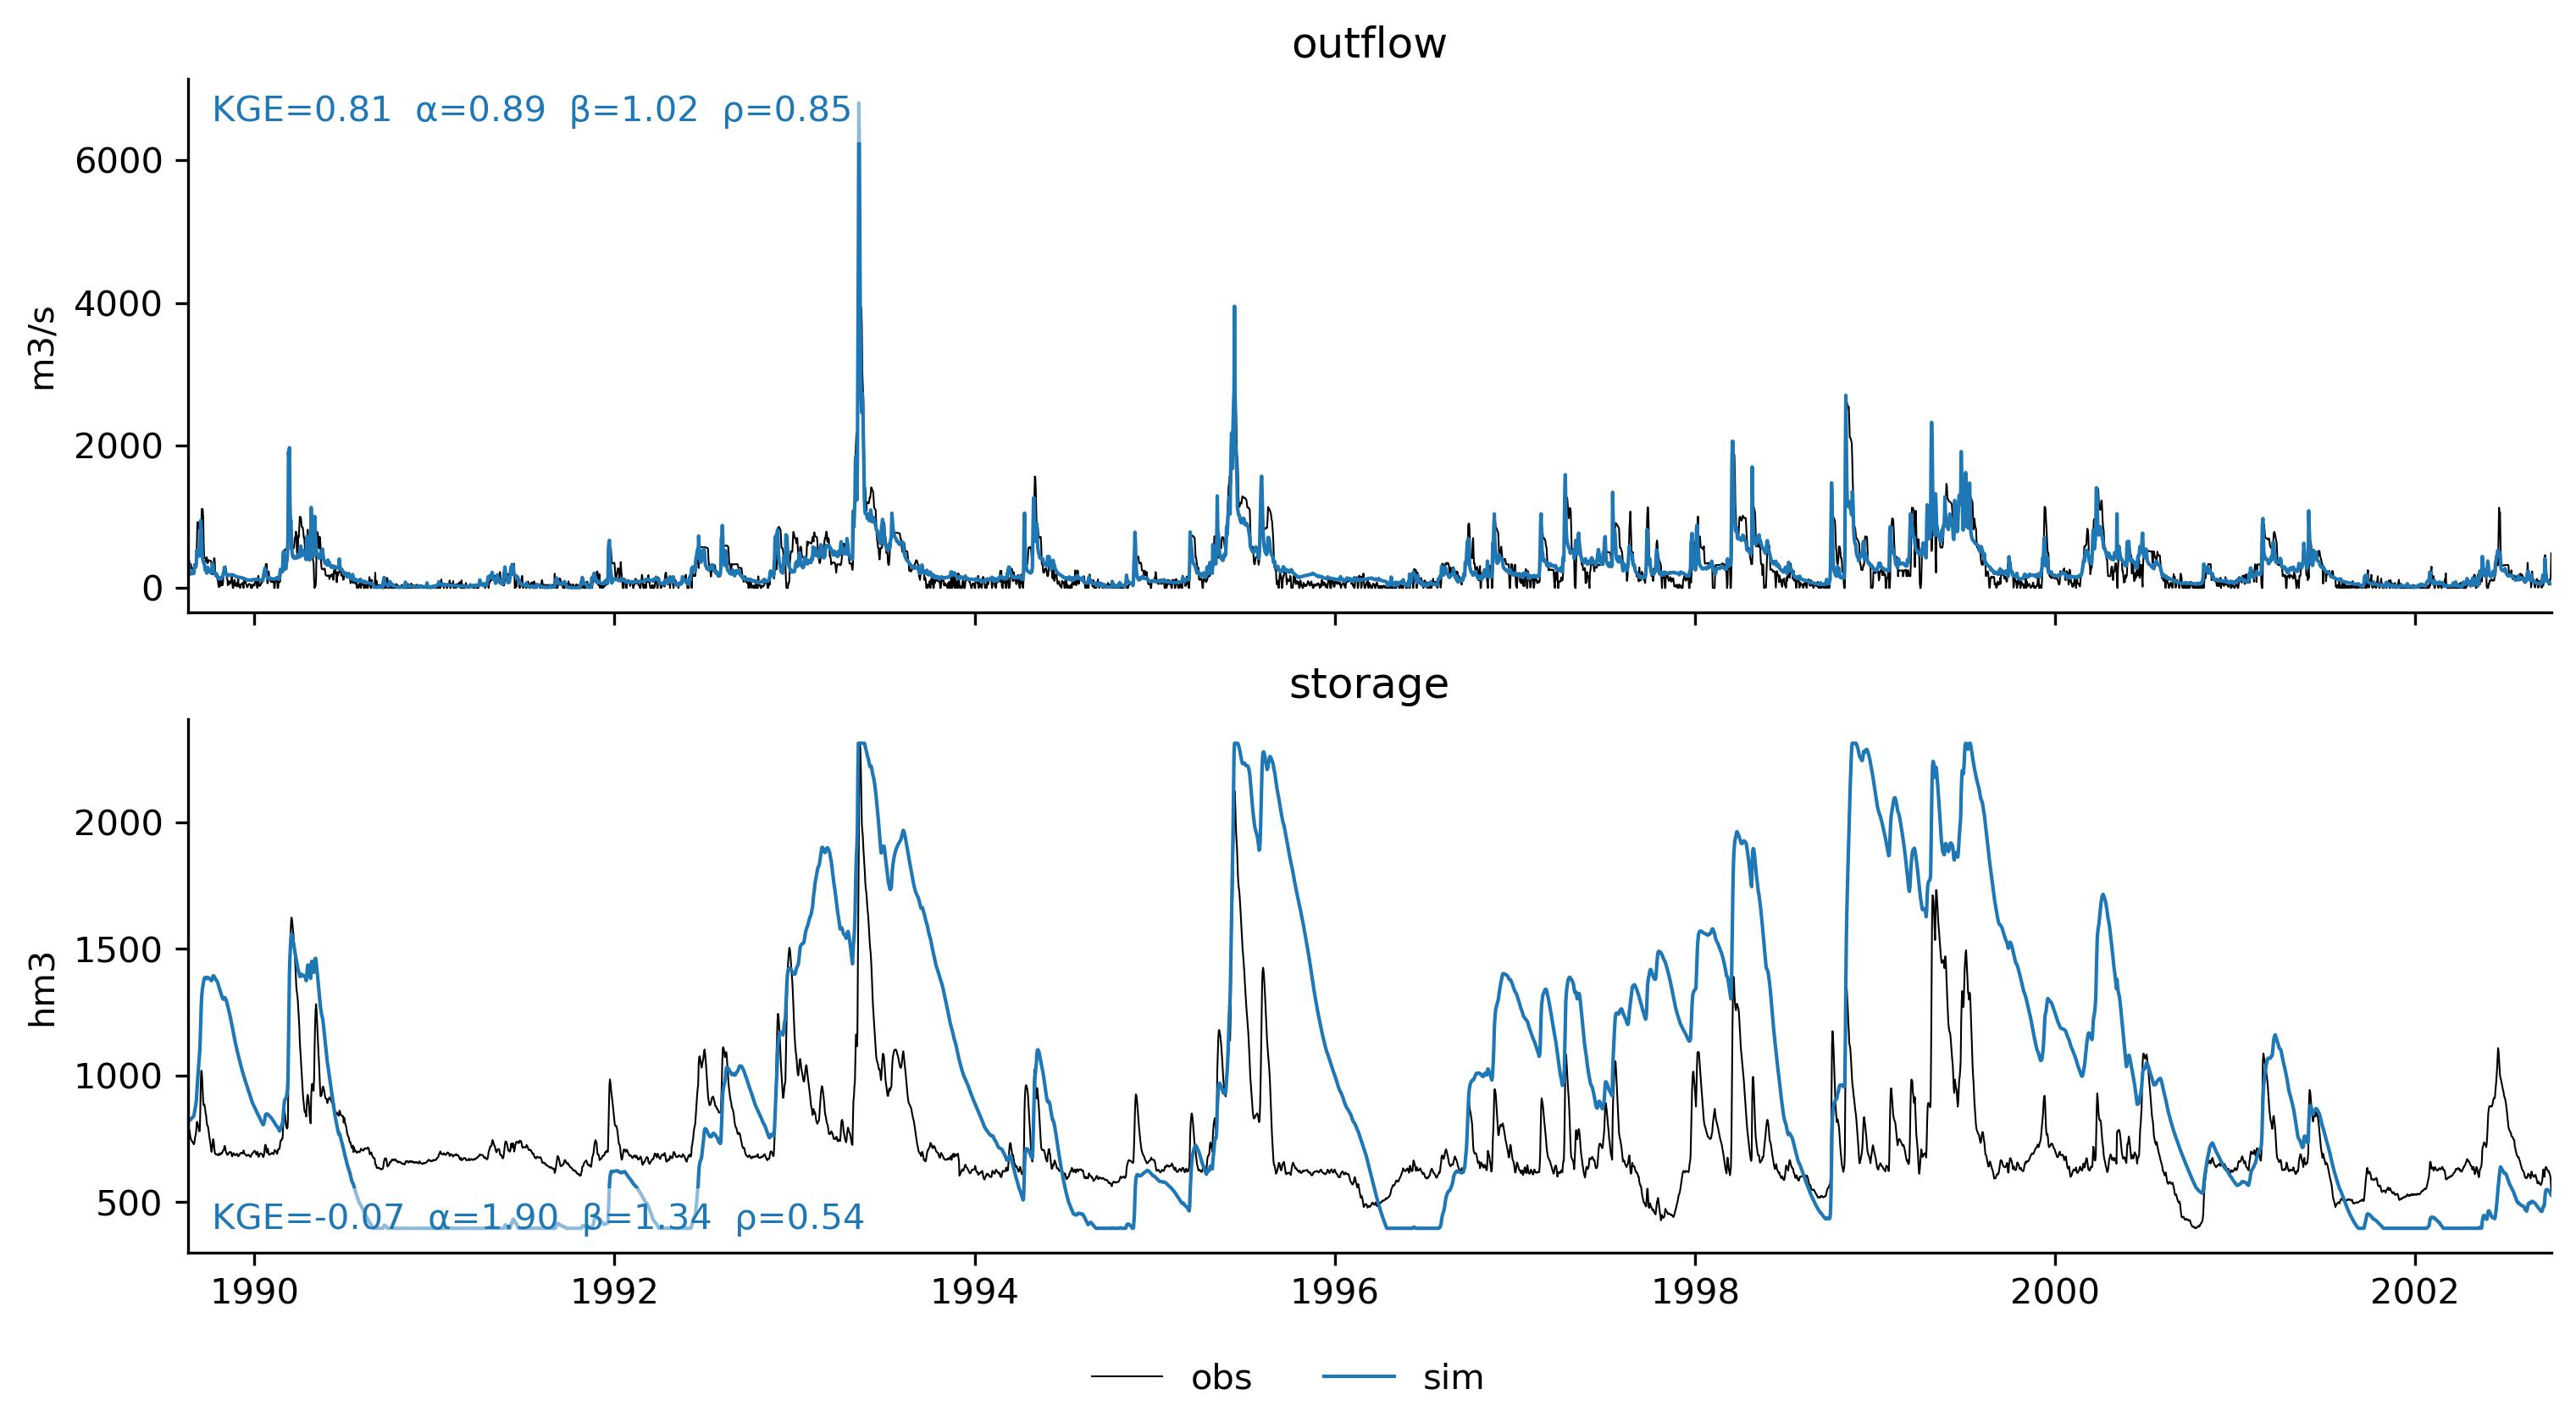 outflow
KGE=0.81 α=0.89 β=1.02 ρ=0.85
6000
4000
2000
0
m3/s
storage
2000
1500
1000
500
hm3
KGE=-0.07 α=1.90 β=1.34 ρ=0.54
1990 1992 1994 1996 1998 2000 2002
obs sim